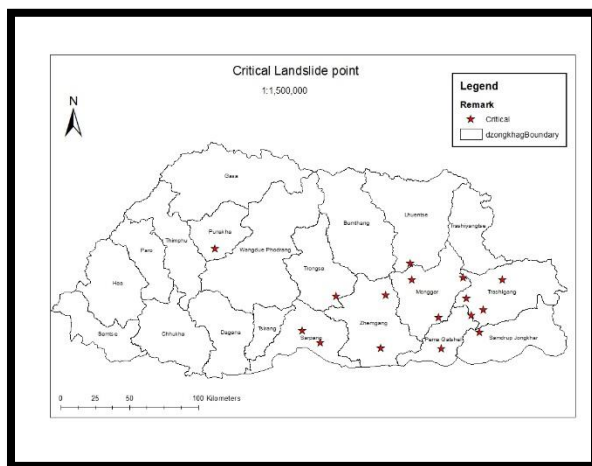 Critical Landslide point
1:1,500,000
N
Legend
Remark
Critical
dzongkhagBoundary
Gasa
Punakha
Thimphu
Paro
Haa
Wangdue Phodrang
Bumthang
Lhuentse
Trashiyangtse
Trongsa
Monggar
Trashigang
Zhemgang
Samtse
Chhukha
Dagana
Tsirang
Sarpang
Pema Gatshel
Samdrup Jongkhar
0 25 50 100 Kilometers